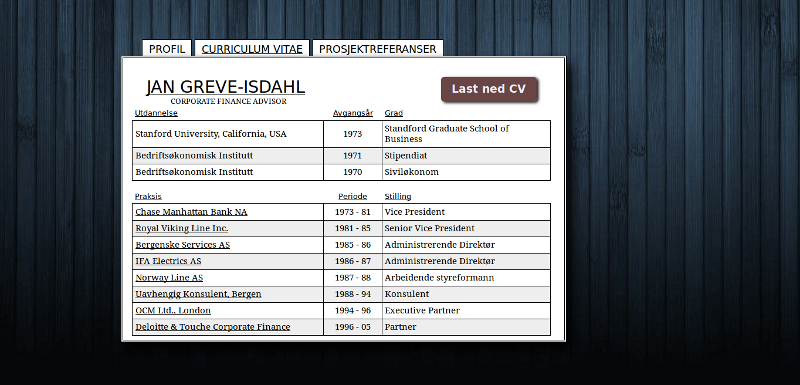 PROFIL CURRICULUM VITAE PROSJEKTREFERANSER
JAN GREVE-ISDAHL
Last ned CV
CORPORATE FINANCE ADVISOR
Utdannelse Avgangsår Grad
Stanford University, California, USA 1973 Standford Graduate School of
Business
Bedriftsøkonomisk Institutt 1971 Stipendiat
Bedriftsøkonomisk Institutt 1970 Siviløkonom
Praksis Periode Stilling
Chase Manhattan Bank NA 1973 - 81 Vice President
Royal Viking Line Inc. 1981 - 85 Senior Vice President
Bergenske Services AS 1985 - 86 Administrerende Direktør
IFA Electrics AS 1986 - 87 Administrerende Direktør
Norway Line AS 1987 - 88 Arbeidende styreformann
Uavhengig Konsulent, Bergen 1988 - 94 Konsulent
OCM Ltd., London 1994 - 96 Executive Partner
Deloitte & Touche Corporate Finance 1996 - 05 Partner